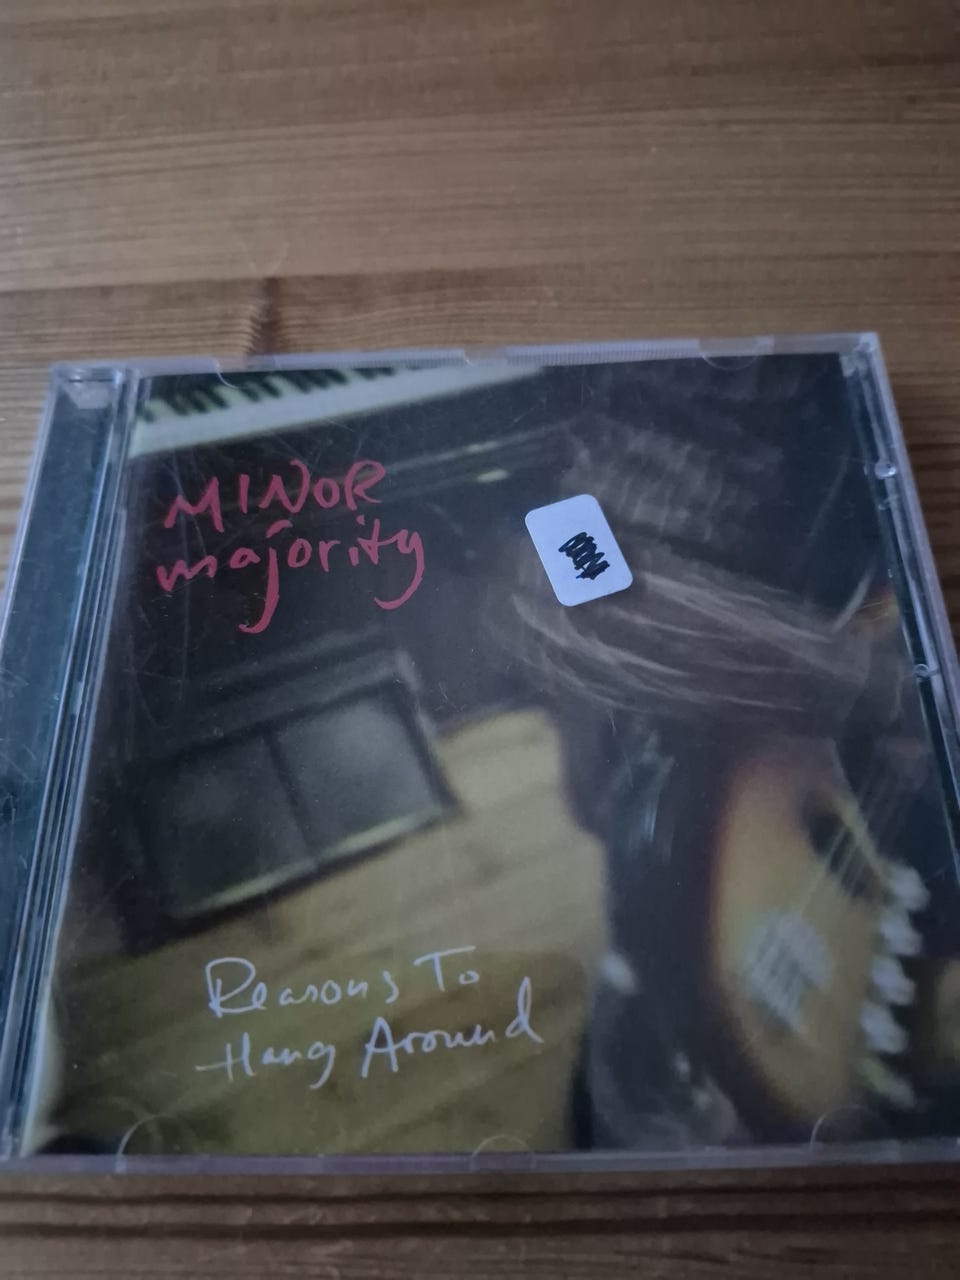 MINOR
majority
Reasons To
Hang Around